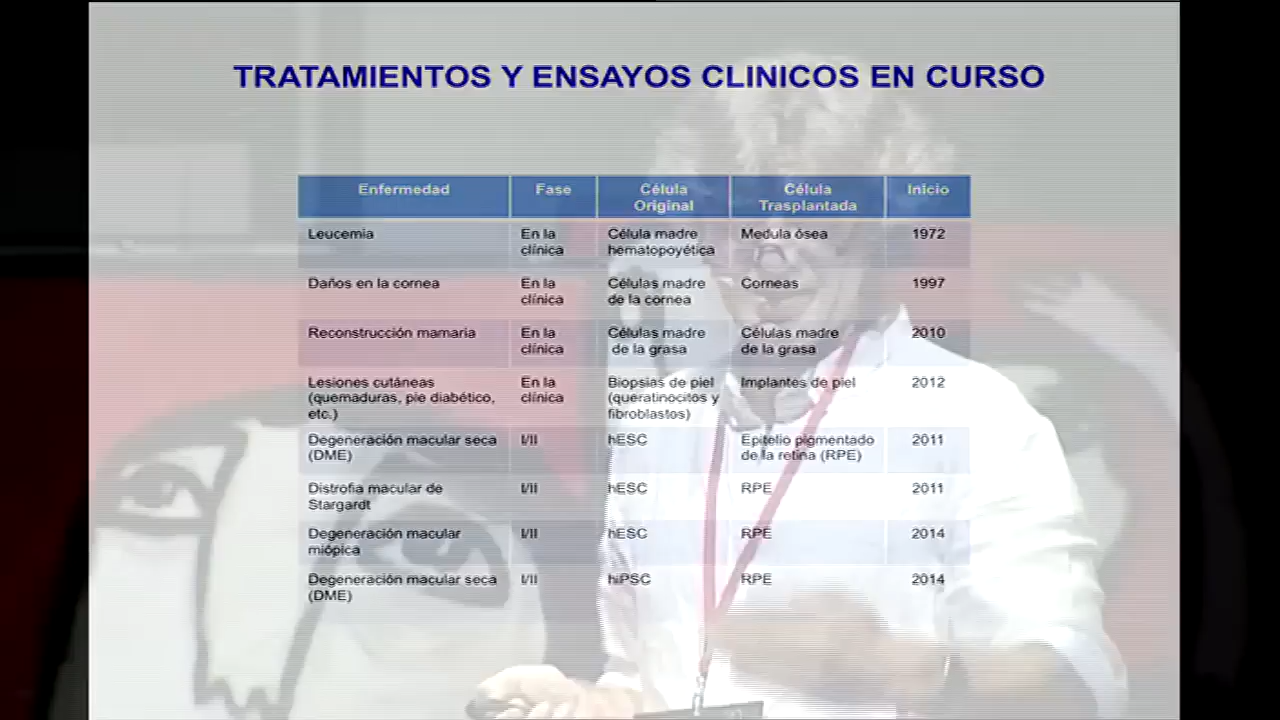 TRATAMIENTOS Y ENSAYOS CLINICOS EN CURSO
Enfermedad Fase Célula Original Célula Trasplantada Inicio
Leucemia En la clínica Célula madre hematopoyética Medula ósea 1972
Daños en la cornea En la clínica Células madre de la cornea Corneas 1997
Reconstrucción mamaria En la clínica Células madre de la grasa Células madre de la grasa 2010
Lesiones cutáneas (quemaduras, pie diabético, etc.) En la clínica Biopsias de piel (queratinocitos y fibroblastos) Implantes de piel 2012
Degeneración macular seca (DME) I/II hESC Epitelio pigmentado de la retina (RPE) 2011
Distrofia macular de Stargardt I/II hESC RPE 2011
Degeneración macular miópica I/II hESC RPE 2014
Degeneración macular seca (DME) I/II hiPSC RPE 2014